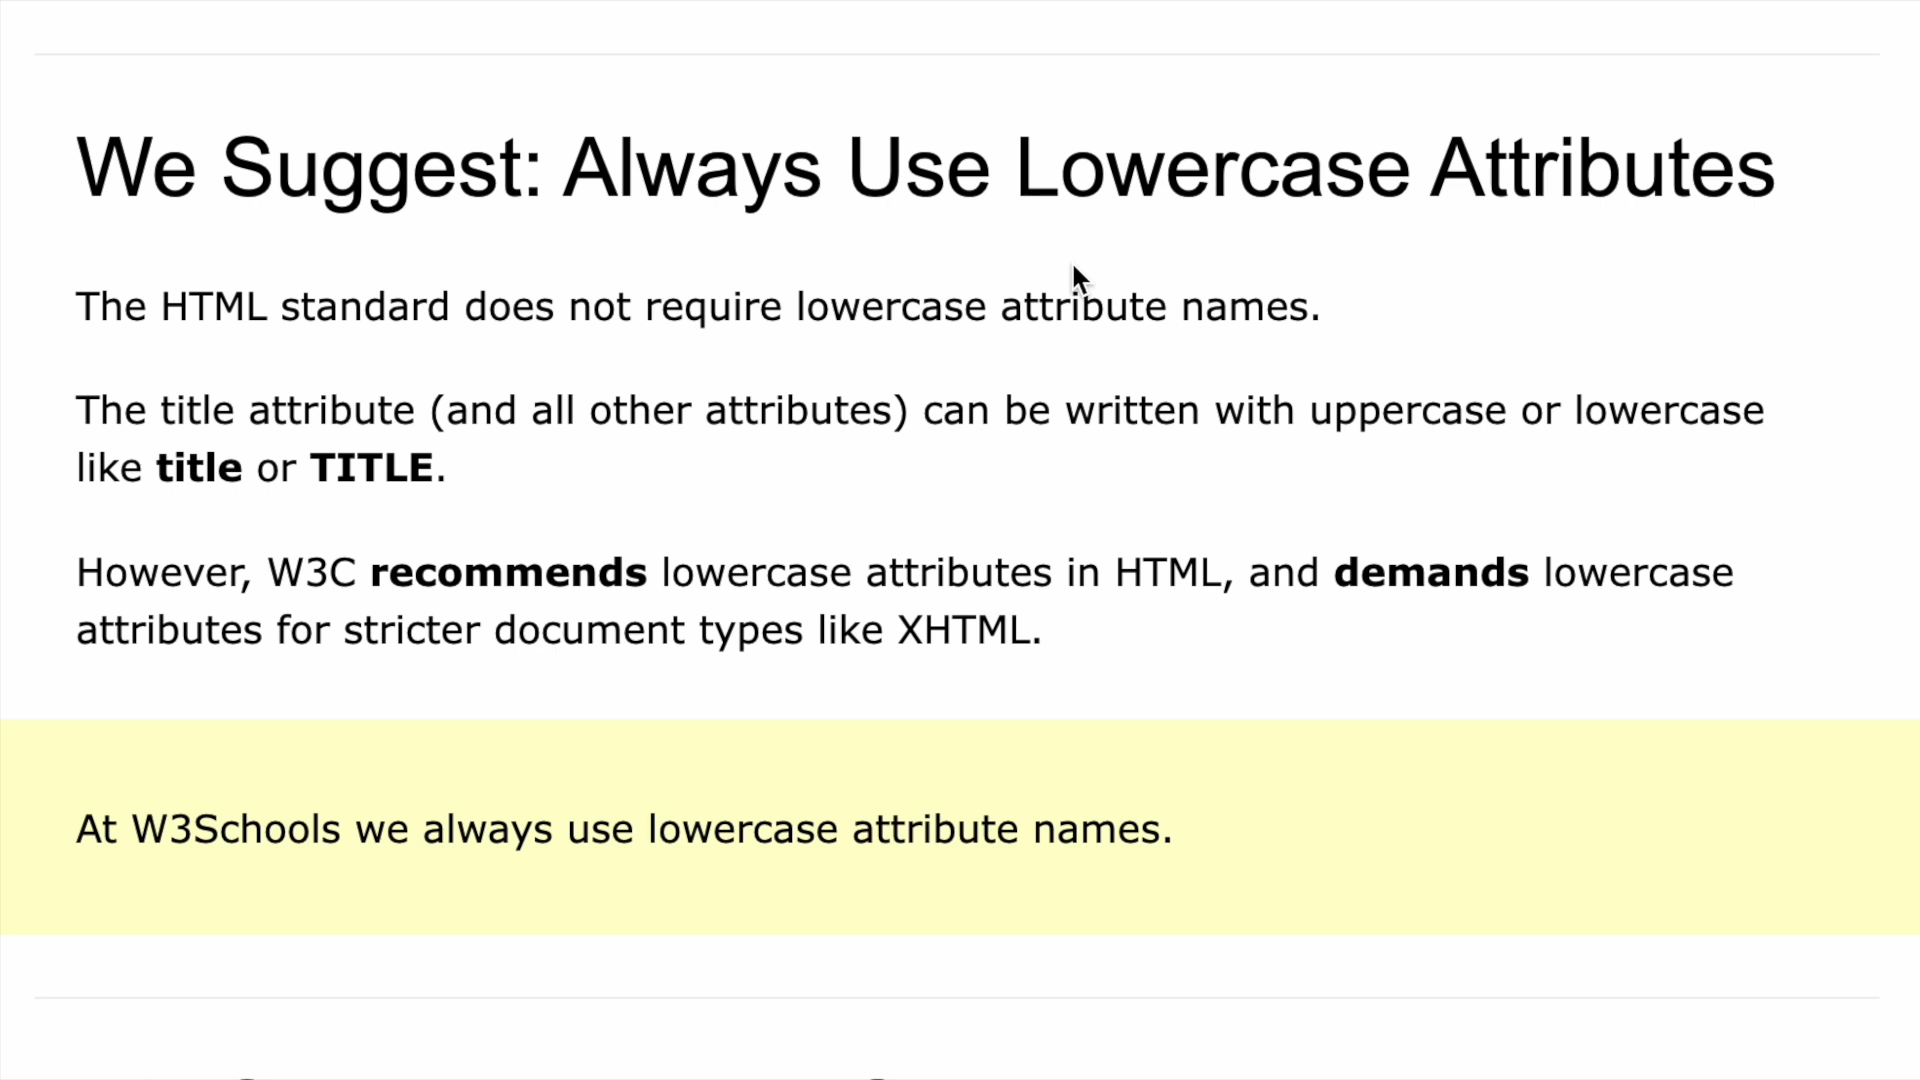 We Suggest: Always Use Lowercase Attributes
The HTML standard does not require lowercase attribute names.
The title attribute (and all other attributes) can be written with uppercase or lowercase
like title or TITLE.
However, W3C recommends lowercase attributes in HTML, and demands lowercase
attributes for stricter document types like XHTML.
At W3Schools we always use lowercase attribute names.